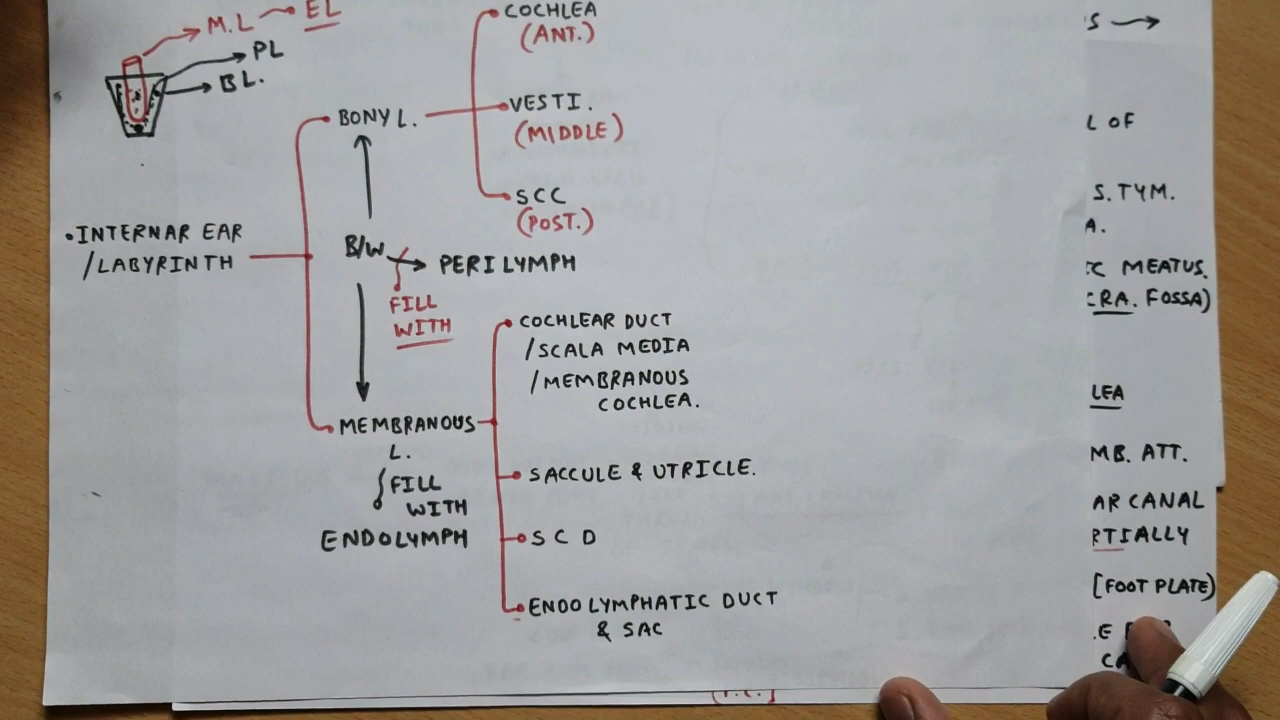 M.L EL
PL
BL.
COCHLEA
(ANT.)
BONY L.
VESTI.
(MIDDLE)
SCC
(POST.)
•INTERNAR EAR
/LABYRINTH
B/W
PERILYMPH
FILL
WITH
COCHLEAR DUCT
/SCALA MEDIA
/MEMBRANOUS
COCHLEA.
MEMBRANOUS
L.
FILL
WITH
ENDOLYMPH
SACCULE & UTRICLE.
SCD
ENDOLYMPHATIC DUCT
& SAC
S →
L OF
S. TYM.
A.
IC MEATUS.
CRA. FOSSA)
LEA
MB. ATT.
AR CANAL
RTIALLY
[FOOT PLATE)